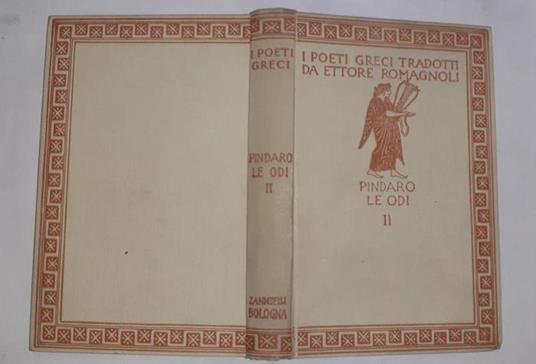 I POETI
GRECI
PINDARO
LE ODI
II
ZANICHELLI
BOLOGNA
I POETI GRECI TRADOTTI
DA ETTORE ROMAGNOLI
PINDARO
LE ODI
II